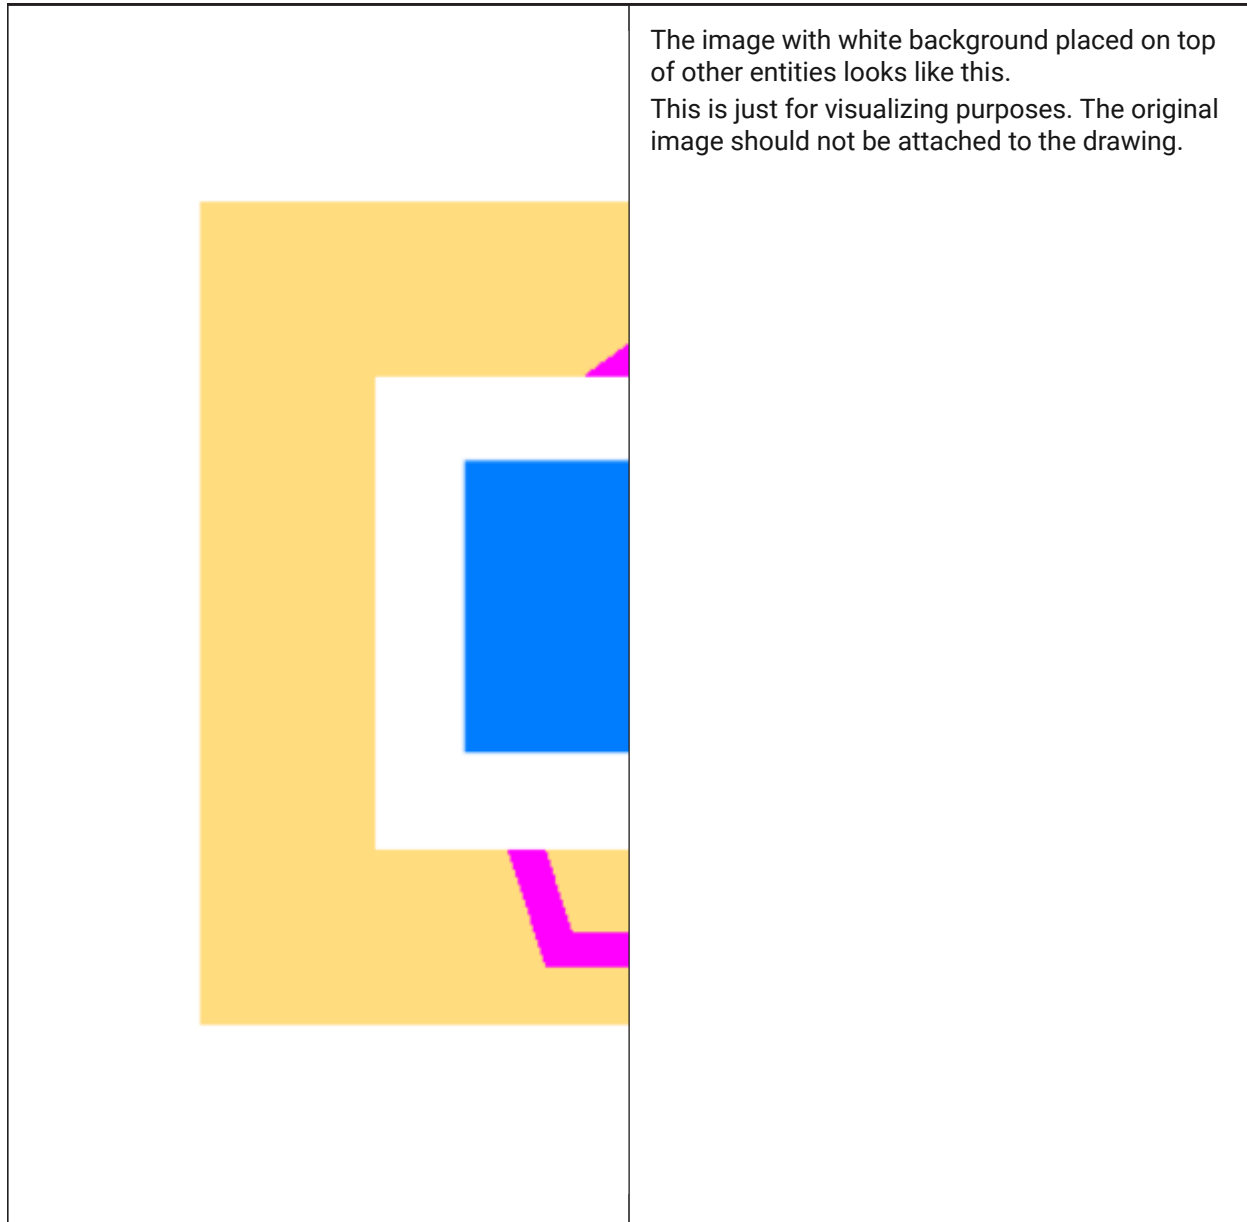 The image with white background placed on top
of other entities looks like this.
This is just for visualizing purposes. The original
image should not be attached to the drawing.